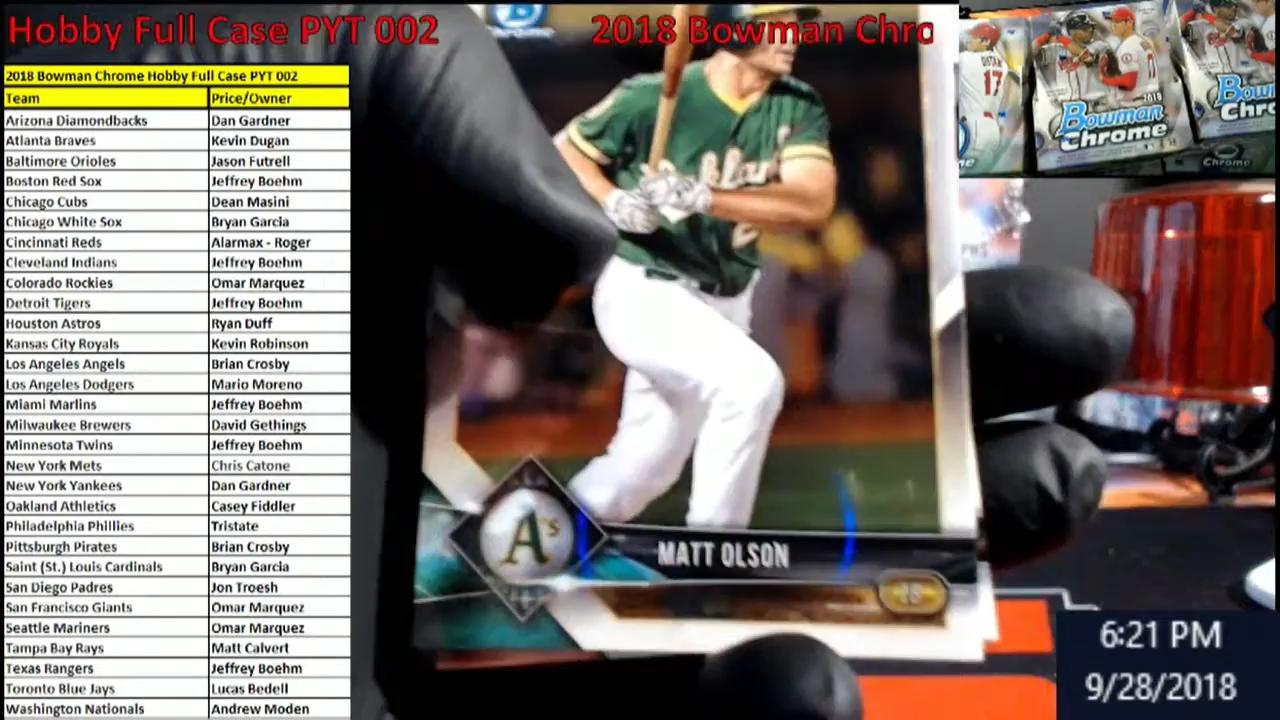 Hobby Full Case PYT 002
2018 Bowman Chro
2018 Bowman Chrome Hobby Full Case PYT 002
Team Price/Owner
Arizona Diamondbacks Dan Gardner
Atlanta Braves Kevin Dugan
Baltimore Orioles Jason Futrell
Boston Red Sox Jeffrey Boehm
Chicago Cubs Dean Masini
Chicago White Sox Bryan Garcia
Cincinnati Reds Alarmax - Roger
Cleveland Indians Jeffrey Boehm
Colorado Rockies Omar Marquez
Detroit Tigers Jeffrey Boehm
Houston Astros Ryan Duff
Kansas City Royals Kevin Robinson
Los Angeles Angels Brian Crosby
Los Angeles Dodgers Mario Moreno
Miami Marlins Jeffrey Boehm
Milwaukee Brewers David Gethings
Minnesota Twins Jeffrey Boehm
New York Mets Chris Catone
New York Yankees Dan Gardner
Oakland Athletics Casey Fiddler
Philadelphia Phillies Tristate
Pittsburgh Pirates Brian Crosby
Saint (St.) Louis Cardinals Bryan Garcia
San Diego Padres Jon Troesh
San Francisco Giants Omar Marquez
Seattle Mariners Omar Marquez
Tampa Bay Rays Matt Calvert
Texas Rangers Jeffrey Boehm
Toronto Blue Jays Lucas Bedell
Washington Nationals Andrew Moden
A's
MATT OLSON
17
2018
Bowman
Chrome
Bow
Chr
Chrome
6:21 PM
9/28/2018